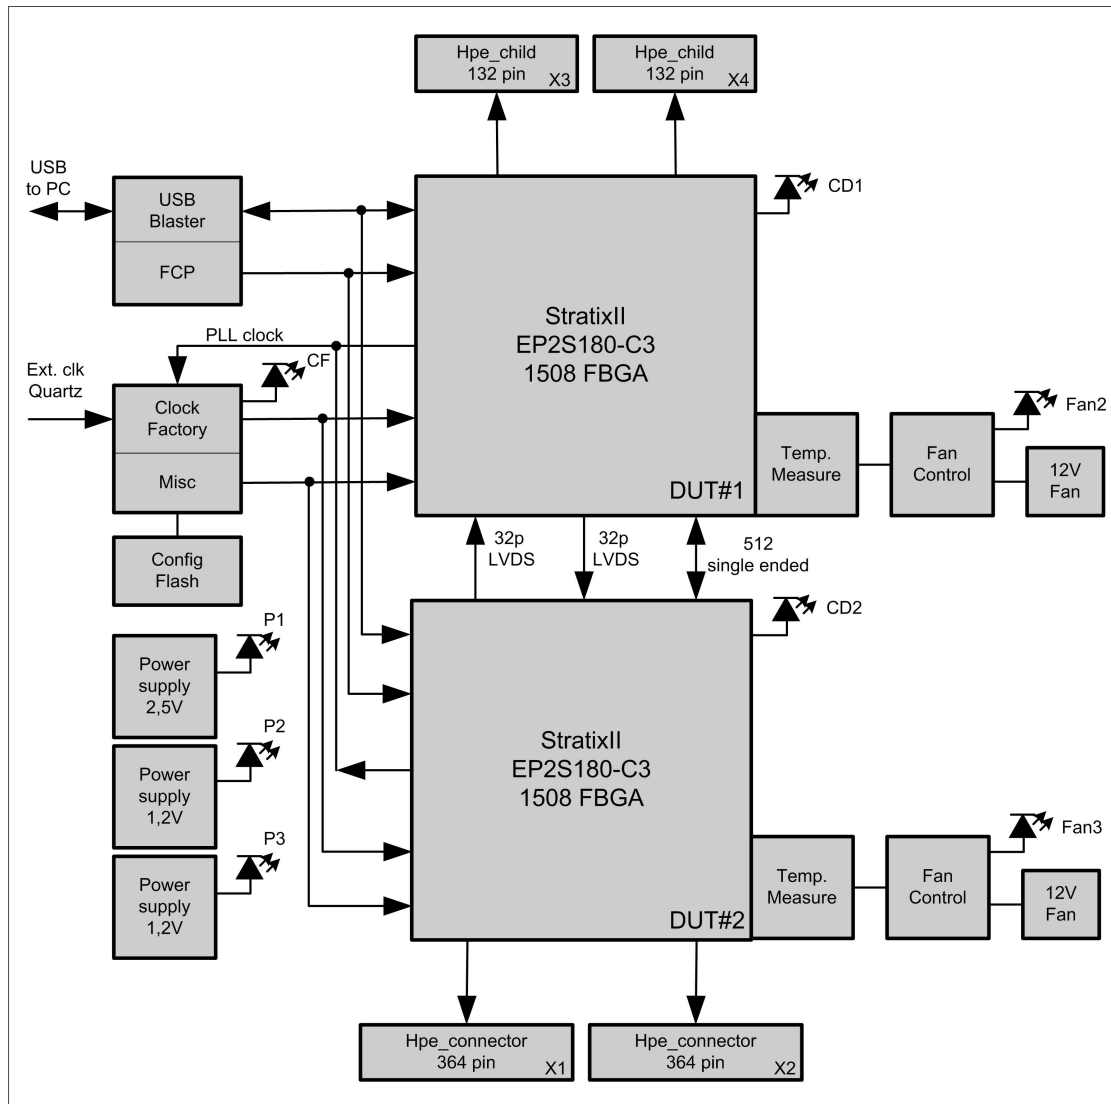 Hpe_child
132 pin
X3
Hpe_child
132 pin
X4
USB
to PC
USB
Blaster
FCP
CD1
StratixII
EP2S180-C3
1508 FBGA
DUT#1
PLL clock
CF
Ext. clk
Quartz
Clock
Factory
Misc
Config
Flash
Temp.
Measure
Fan
Control
Fan2
12V
Fan
32p
LVDS
32p
LVDS
512
single ended
CD2
P1
Power
supply
2,5V
P2
Power
supply
1,2V
P3
Power
supply
1,2V
StratixII
EP2S180-C3
1508 FBGA
DUT#2
Temp.
Measure
Fan
Control
Fan3
12V
Fan
Hpe_connector
364 pin
X1
Hpe_connector
364 pin
X2